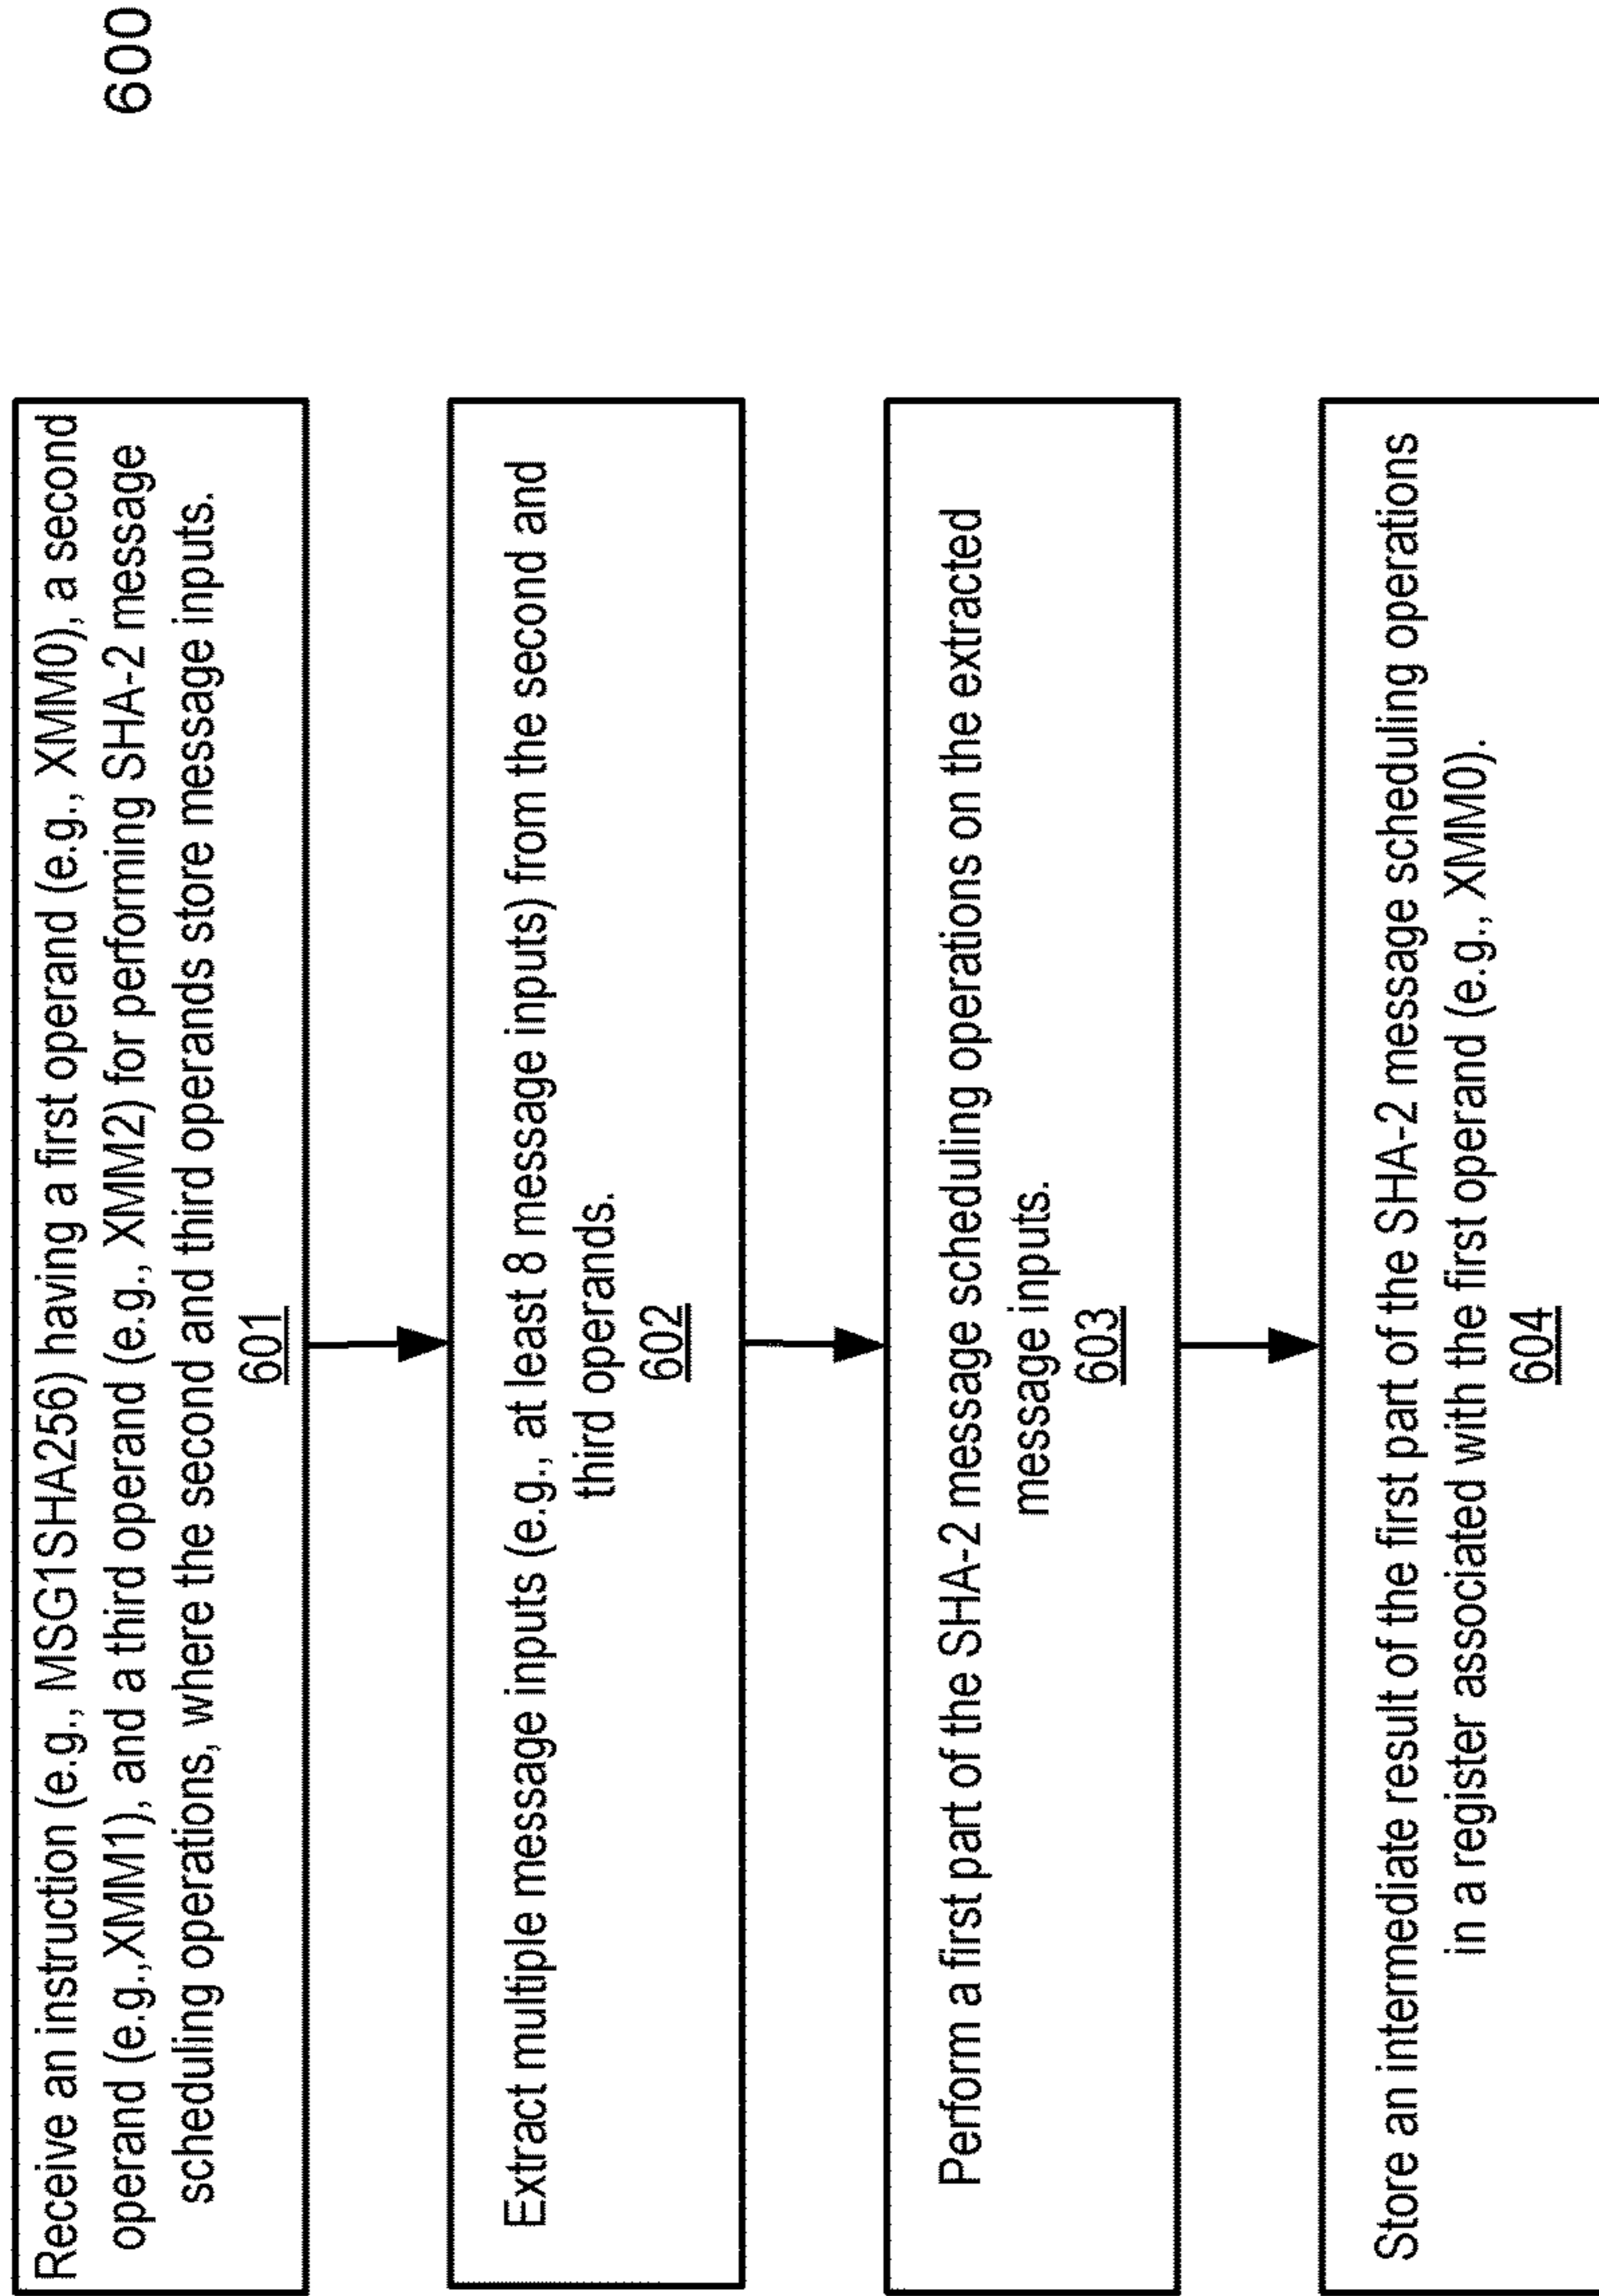 600
Receive an instruction (e.g., MSG1SHA256) having a first operand (e.g., XMM0), a second
operand (e.g.,XMM1), and a third operand (e.g., XMM2) for performing SHA-2 message
scheduling operations, where the second and third operands store message inputs.
601
Extract multiple message inputs (e.g., at least 8 message inputs) from the second and
third operands.
602
Perform a first part of the SHA-2 message scheduling operations on the extracted
message inputs.
603
Store an intermediate result of the first part of the SHA-2 message scheduling operations
in a register associated with the first operand (e.g., XMM0).
604